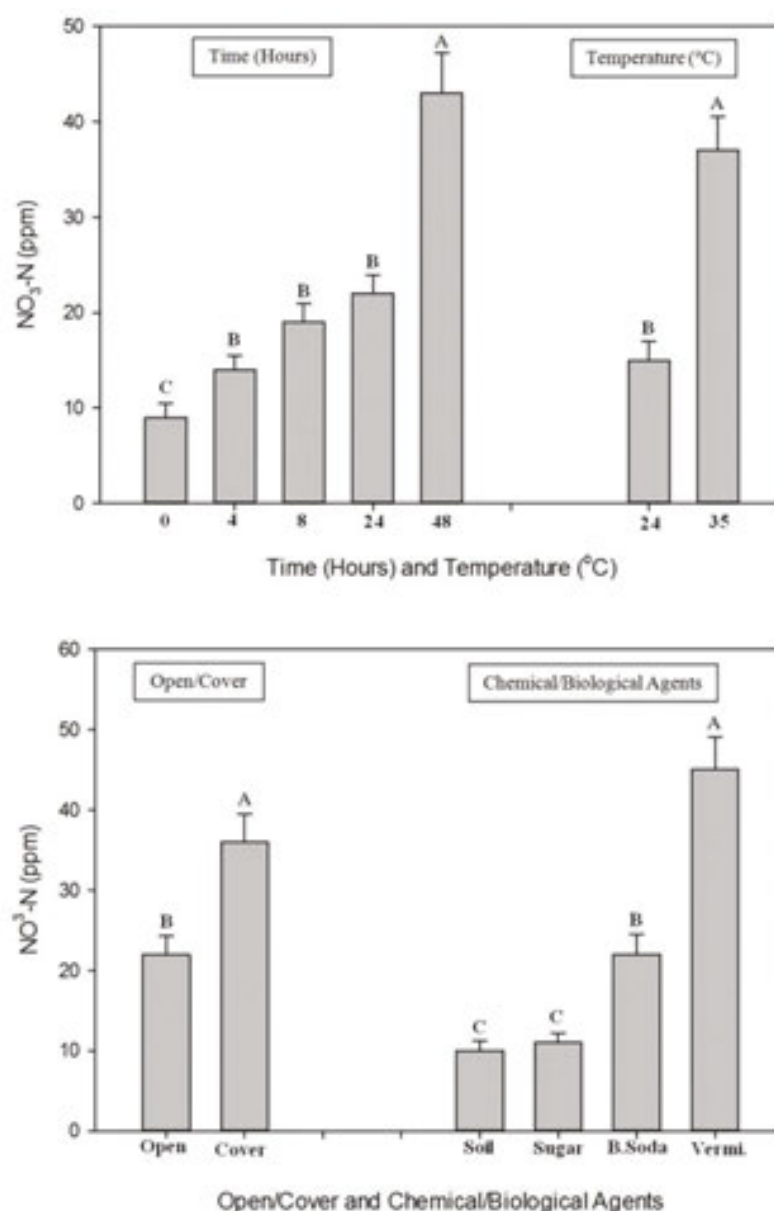 50
Time (Hours)
Temperature (°C)
A
A
40
30
NO₃-N (ppm)
B
B
20
B
B
C
10
0
0 4 8 24 48 24 35
Time (Hours) and Temperature (°C)
60
Open/Cover
Chemical/Biological Agents
50
A
A
40
NO³-N (ppm)
30
B
B
20
C C
10
0
Open Cover Soil Sugar B.Soda Vermi.
Open/Cover and Chemical/Biological Agents